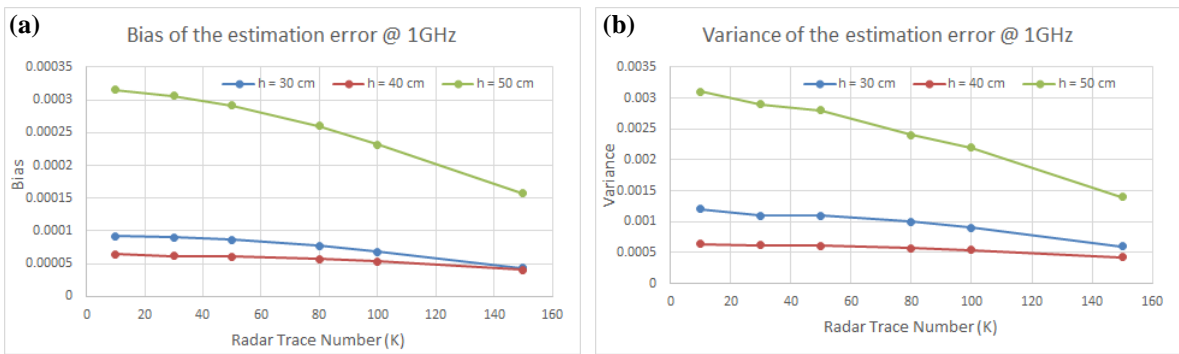 (a)
Bias of the estimation error @ 1GHz
h = 30 cm h = 40 cm h = 50 cm
0.00035
0.0003
0.00025
0.0002
0.00015
0.0001
0.00005
0
Bias
0 20 40 60 80 100 120 140 160
Radar Trace Number (K)
(b)
Variance of the estimation error @ 1GHz
h = 30 cm h = 40 cm h = 50 cm
0.0035
0.003
0.0025
0.002
0.0015
0.001
0.0005
0
Variance
0 20 40 60 80 100 120 140 160
Radar Trace Number (K)